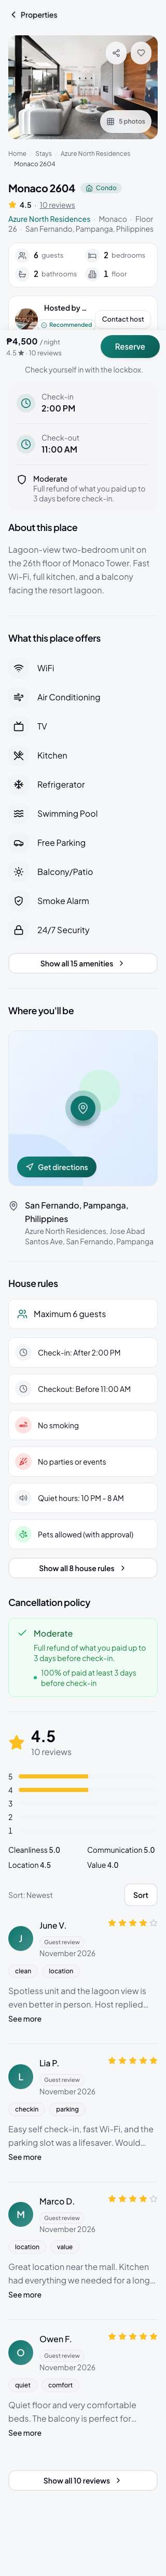 Properties
5 photos
Home Stays Azure North Residences
Monaco 2604
Monaco 2604 Condo
4.5 · 10 reviews
Azure North Residences · Monaco · Floor
26 · San Fernando, Pampanga, Philippines
6 guests 2 bedrooms
2 bathrooms 1 floor
Hosted by ...
Recommended
Contact host
₱4,500 / night
4.5 ★ · 10 reviews
Reserve
Check yourself in with the lockbox.
Check-in
2:00 PM
Check-out
11:00 AM
Moderate
Full refund of what you paid up to
3 days before check-in.
About this place
Lagoon-view two-bedroom unit on
the 26th floor of Monaco Tower. Fast
Wi-Fi, full kitchen, and a balcony
facing the resort lagoon.
What this place offers
WiFi
Air Conditioning
TV
Kitchen
Refrigerator
Swimming Pool
Free Parking
Balcony/Patio
Smoke Alarm
24/7 Security
Show all 15 amenities
Where you'll be
Get directions
San Fernando, Pampanga,
Philippines
Azure North Residences, Jose Abad
Santos Ave, San Fernando, Pampanga
House rules
Maximum 6 guests
Check-in: After 2:00 PM
Checkout: Before 11:00 AM
No smoking
No parties or events
Quiet hours: 10 PM - 8 AM
Pets allowed (with approval)
Show all 8 house rules
Cancellation policy
Moderate
Full refund of what you paid up to
3 days before check-in.
100% of paid at least 3 days
before check-in
4.5
10 reviews
5
4
3
2
1
Cleanliness 5.0 Communication 5.0
Location 4.5 Value 4.0
Sort: Newest
Sort
J
June V.
Guest review
November 2026
clean location
Spotless unit and the lagoon view is
even better in person. Host replied…
See more
L
Lia P.
Guest review
November 2026
checkin parking
Easy self check-in, fast Wi-Fi, and the
parking slot was a lifesaver. Would…
See more
M
Marco D.
Guest review
November 2026
location value
Great location near the mall. Kitchen
had everything we needed for a long…
See more
O
Owen F.
Guest review
November 2026
quiet comfort
Quiet floor and very comfortable
beds. The balcony is perfect for…
See more
Show all 10 reviews